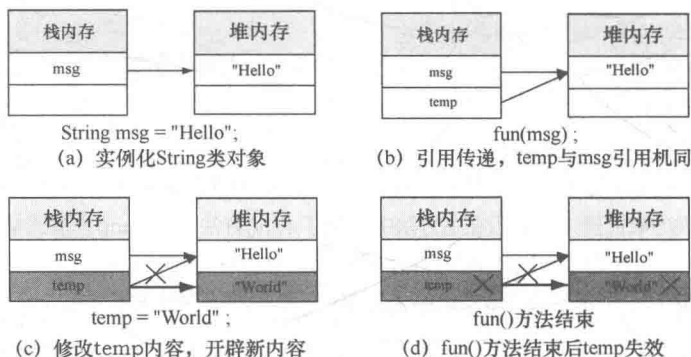 栈内存 堆内存
msg "Hello"
String msg = "Hello";
(a) 实例化String类对象
栈内存 堆内存
msg "Hello"
temp
fun(msg) ;
(b) 引用传递，temp与msg引用机同
栈内存 堆内存
msg "Hello"
temp "World"
temp = "World" ;
(c) 修改temp内容，开辟新内容
栈内存 堆内存
msg "Hello"
temp "World"
fun()方法结束
(d) fun()方法结束后temp失效